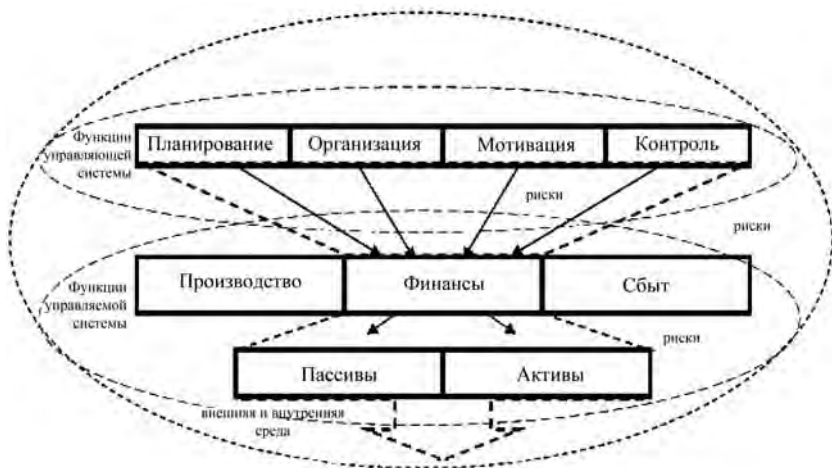 Функции
управляющей
системы
Планирование
Организация
Мотивация
Контроль
риски
риски
Функции
управляемой
системы
Производство
Финансы
Сбыт
риски
Пассивы
Активы
внешняя и внутренняя
среда